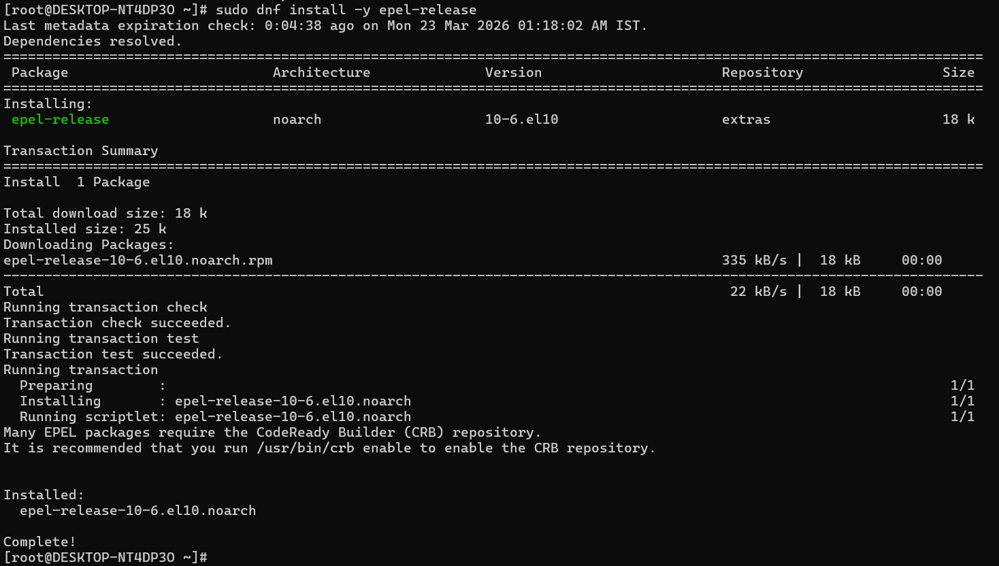 [root@DESKTOP-NT4DP3O ~]# sudo dnf install -y epel-release
Last metadata expiration check: 0:04:38 ago on Mon 23 Mar 2026 01:18:02 AM IST.
Dependencies resolved.
========================================================================================================================
 Package                         Architecture              Version                      Repository                 Size
========================================================================================================================
Installing:
 epel-release                    noarch                    10-6.el10                    extras                     18 k

Transaction Summary
========================================================================================================================
Install  1 Package

Total download size: 18 k
Installed size: 25 k
Downloading Packages:
epel-release-10-6.el10.noarch.rpm                                                       335 kB/s |  18 kB     00:00
------------------------------------------------------------------------------------------------------------------------
Total                                                                                    22 kB/s |  18 kB     00:00
Running transaction check
Transaction check succeeded.
Running transaction test
Transaction test succeeded.
Running transaction
  Preparing        :                                                                                                1/1
  Installing       : epel-release-10-6.el10.noarch                                                                  1/1
  Running scriptlet: epel-release-10-6.el10.noarch                                                                  1/1
Many EPEL packages require the CodeReady Builder (CRB) repository.
It is recommended that you run /usr/bin/crb enable to enable the CRB repository.


Installed:
  epel-release-10-6.el10.noarch

Complete!
[root@DESKTOP-NT4DP3O ~]#